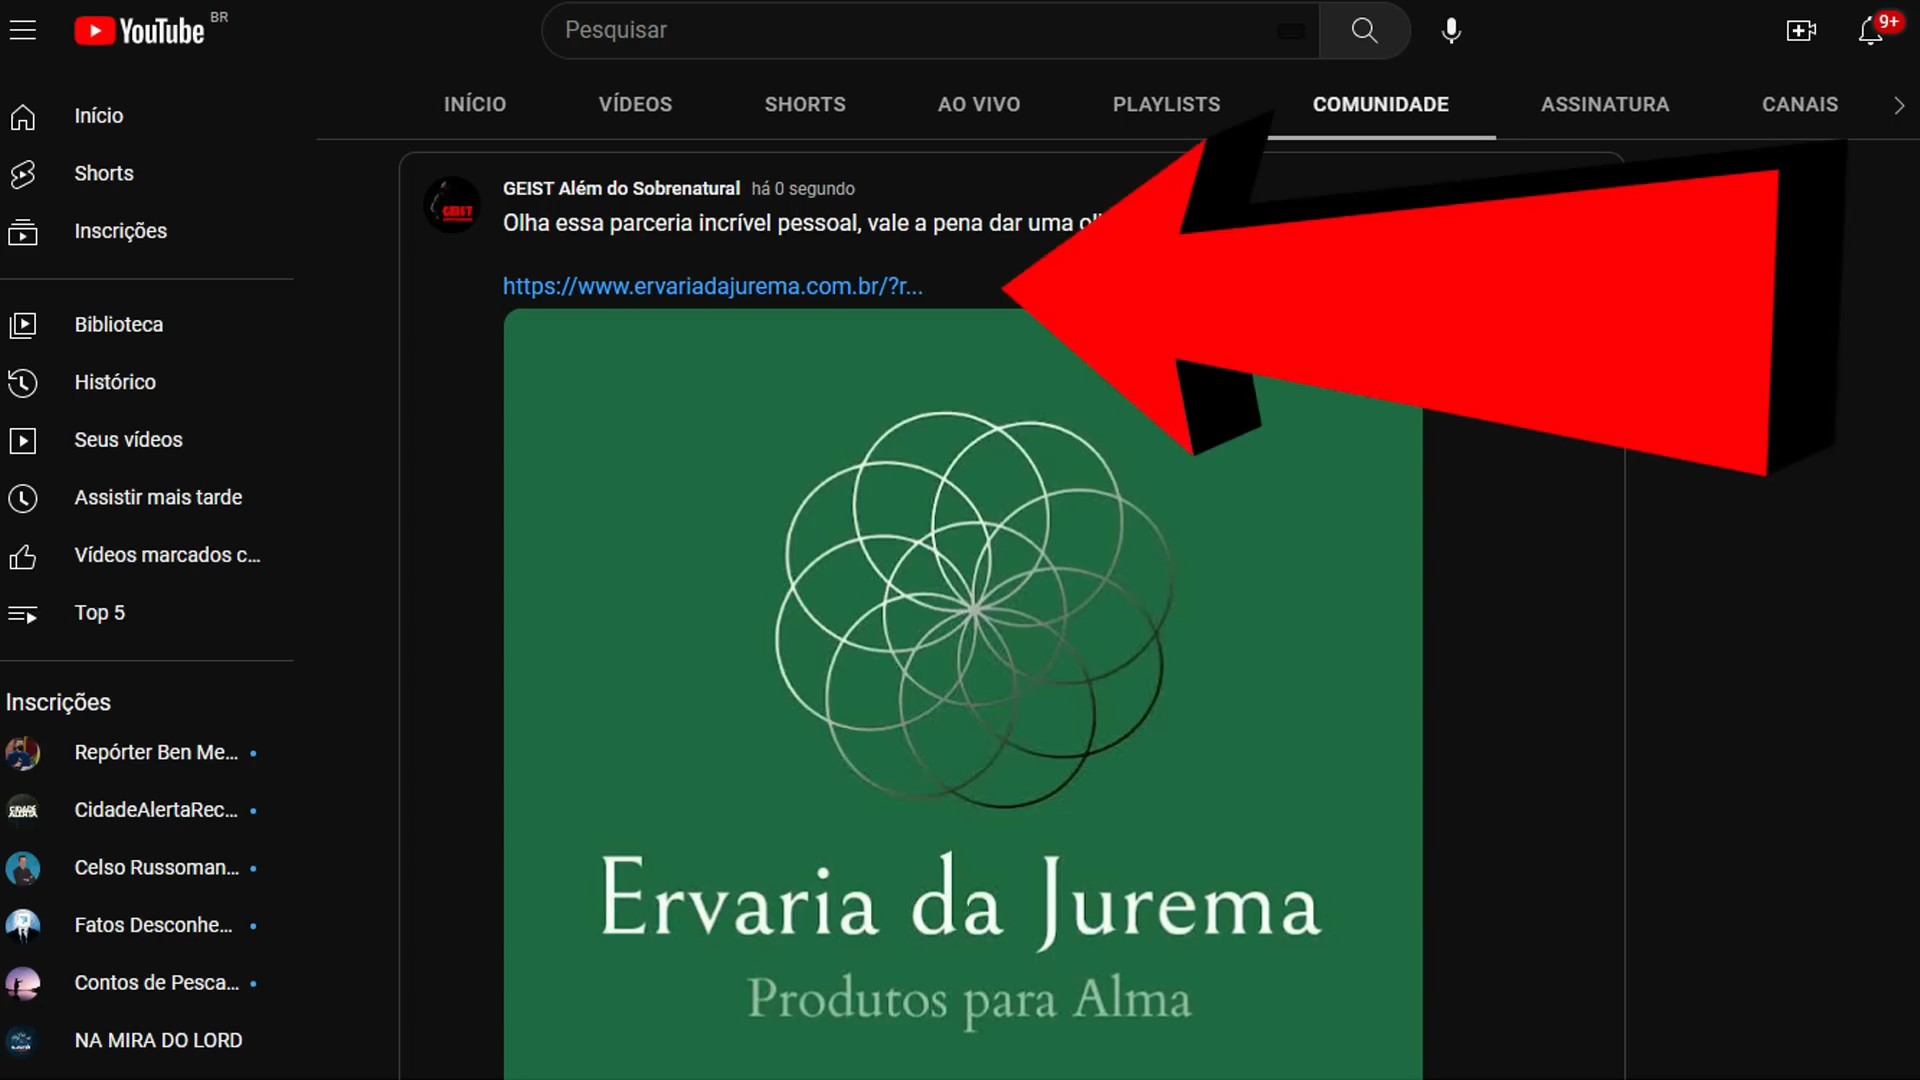 YouTube BR
Pesquisar
9+
INÍCIO
VÍDEOS
SHORTS
AO VIVO
PLAYLISTS
COMUNIDADE
ASSINATURA
CANAIS
Início
Shorts
Inscrições
Biblioteca
Histórico
Seus vídeos
Assistir mais tarde
Vídeos marcados c...
Top 5
Inscrições
Repórter Ben Me...
CidadeAlertaRec...
Celso Russoman...
Fatos Desconhe...
Contos de Pesca...
NA MIRA DO LORD
GEIST
GEIST Além do Sobrenatural há 0 segundo
Olha essa parceria incrível pessoal, vale a pena dar uma
https://www.ervariadajurema.com.br/?r...
Ervaria da Jurema
Produtos para Alma